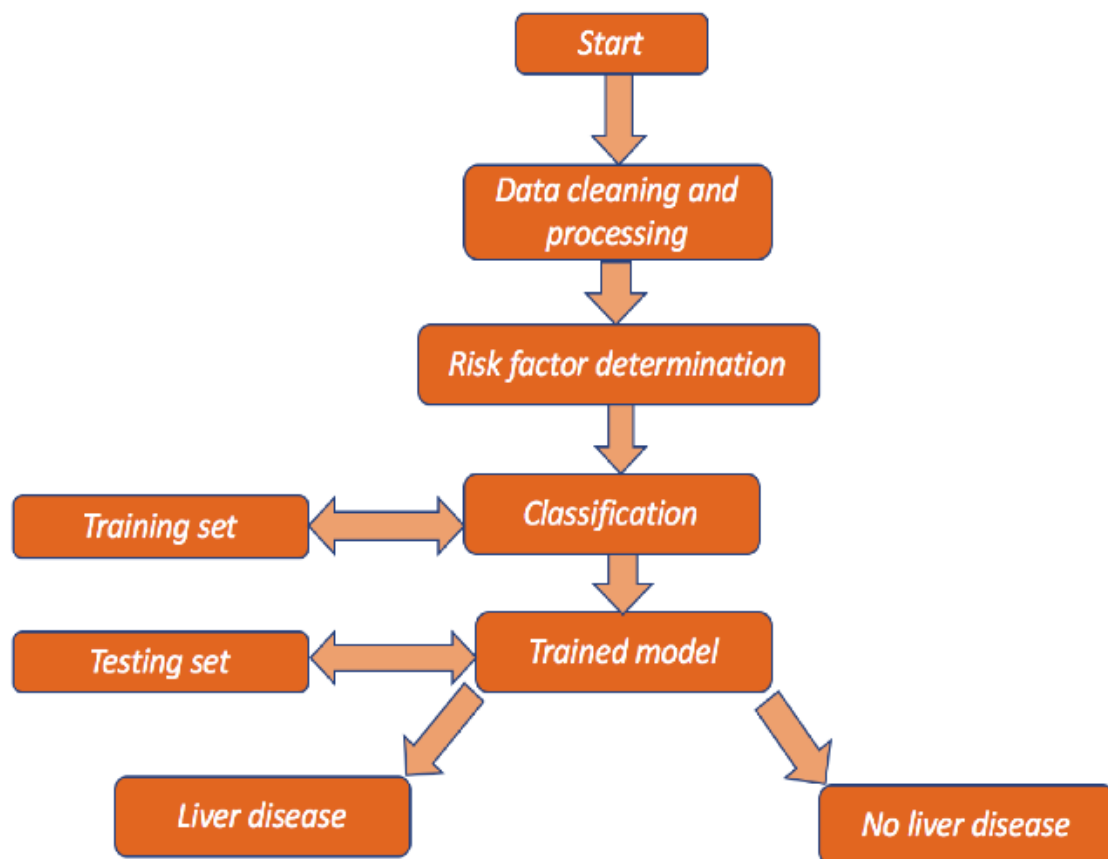 Start
Data cleaning and
processing
Risk factor determination
Classification
Training set
Trained model
Testing set
Liver disease
No liver disease